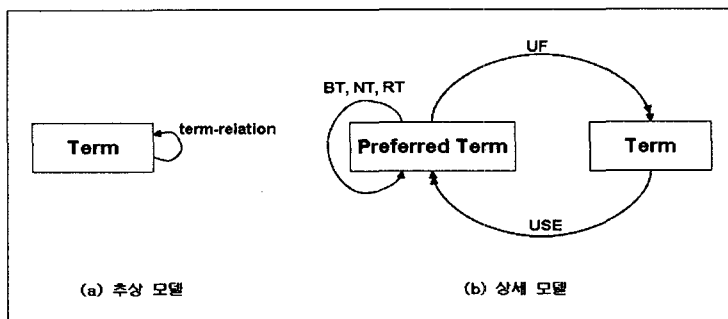 Term
term-relation
(a) 추상 모델
UF
BT, NT, RT
Preferred Term
Term
USE
(b) 상세 모델